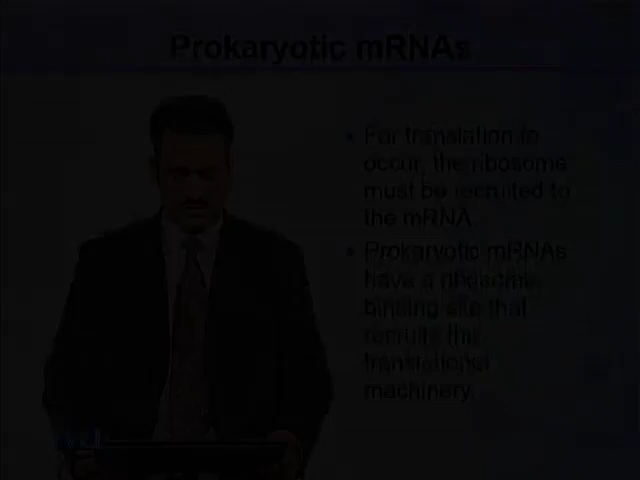 Prokaryotic mRNAs
• For translation to
occur, the ribosome
must be recruited to
the mRNA.
• Prokaryotic mRNAs
have a ribosome
binding site that
recruits the
translational
machinery.